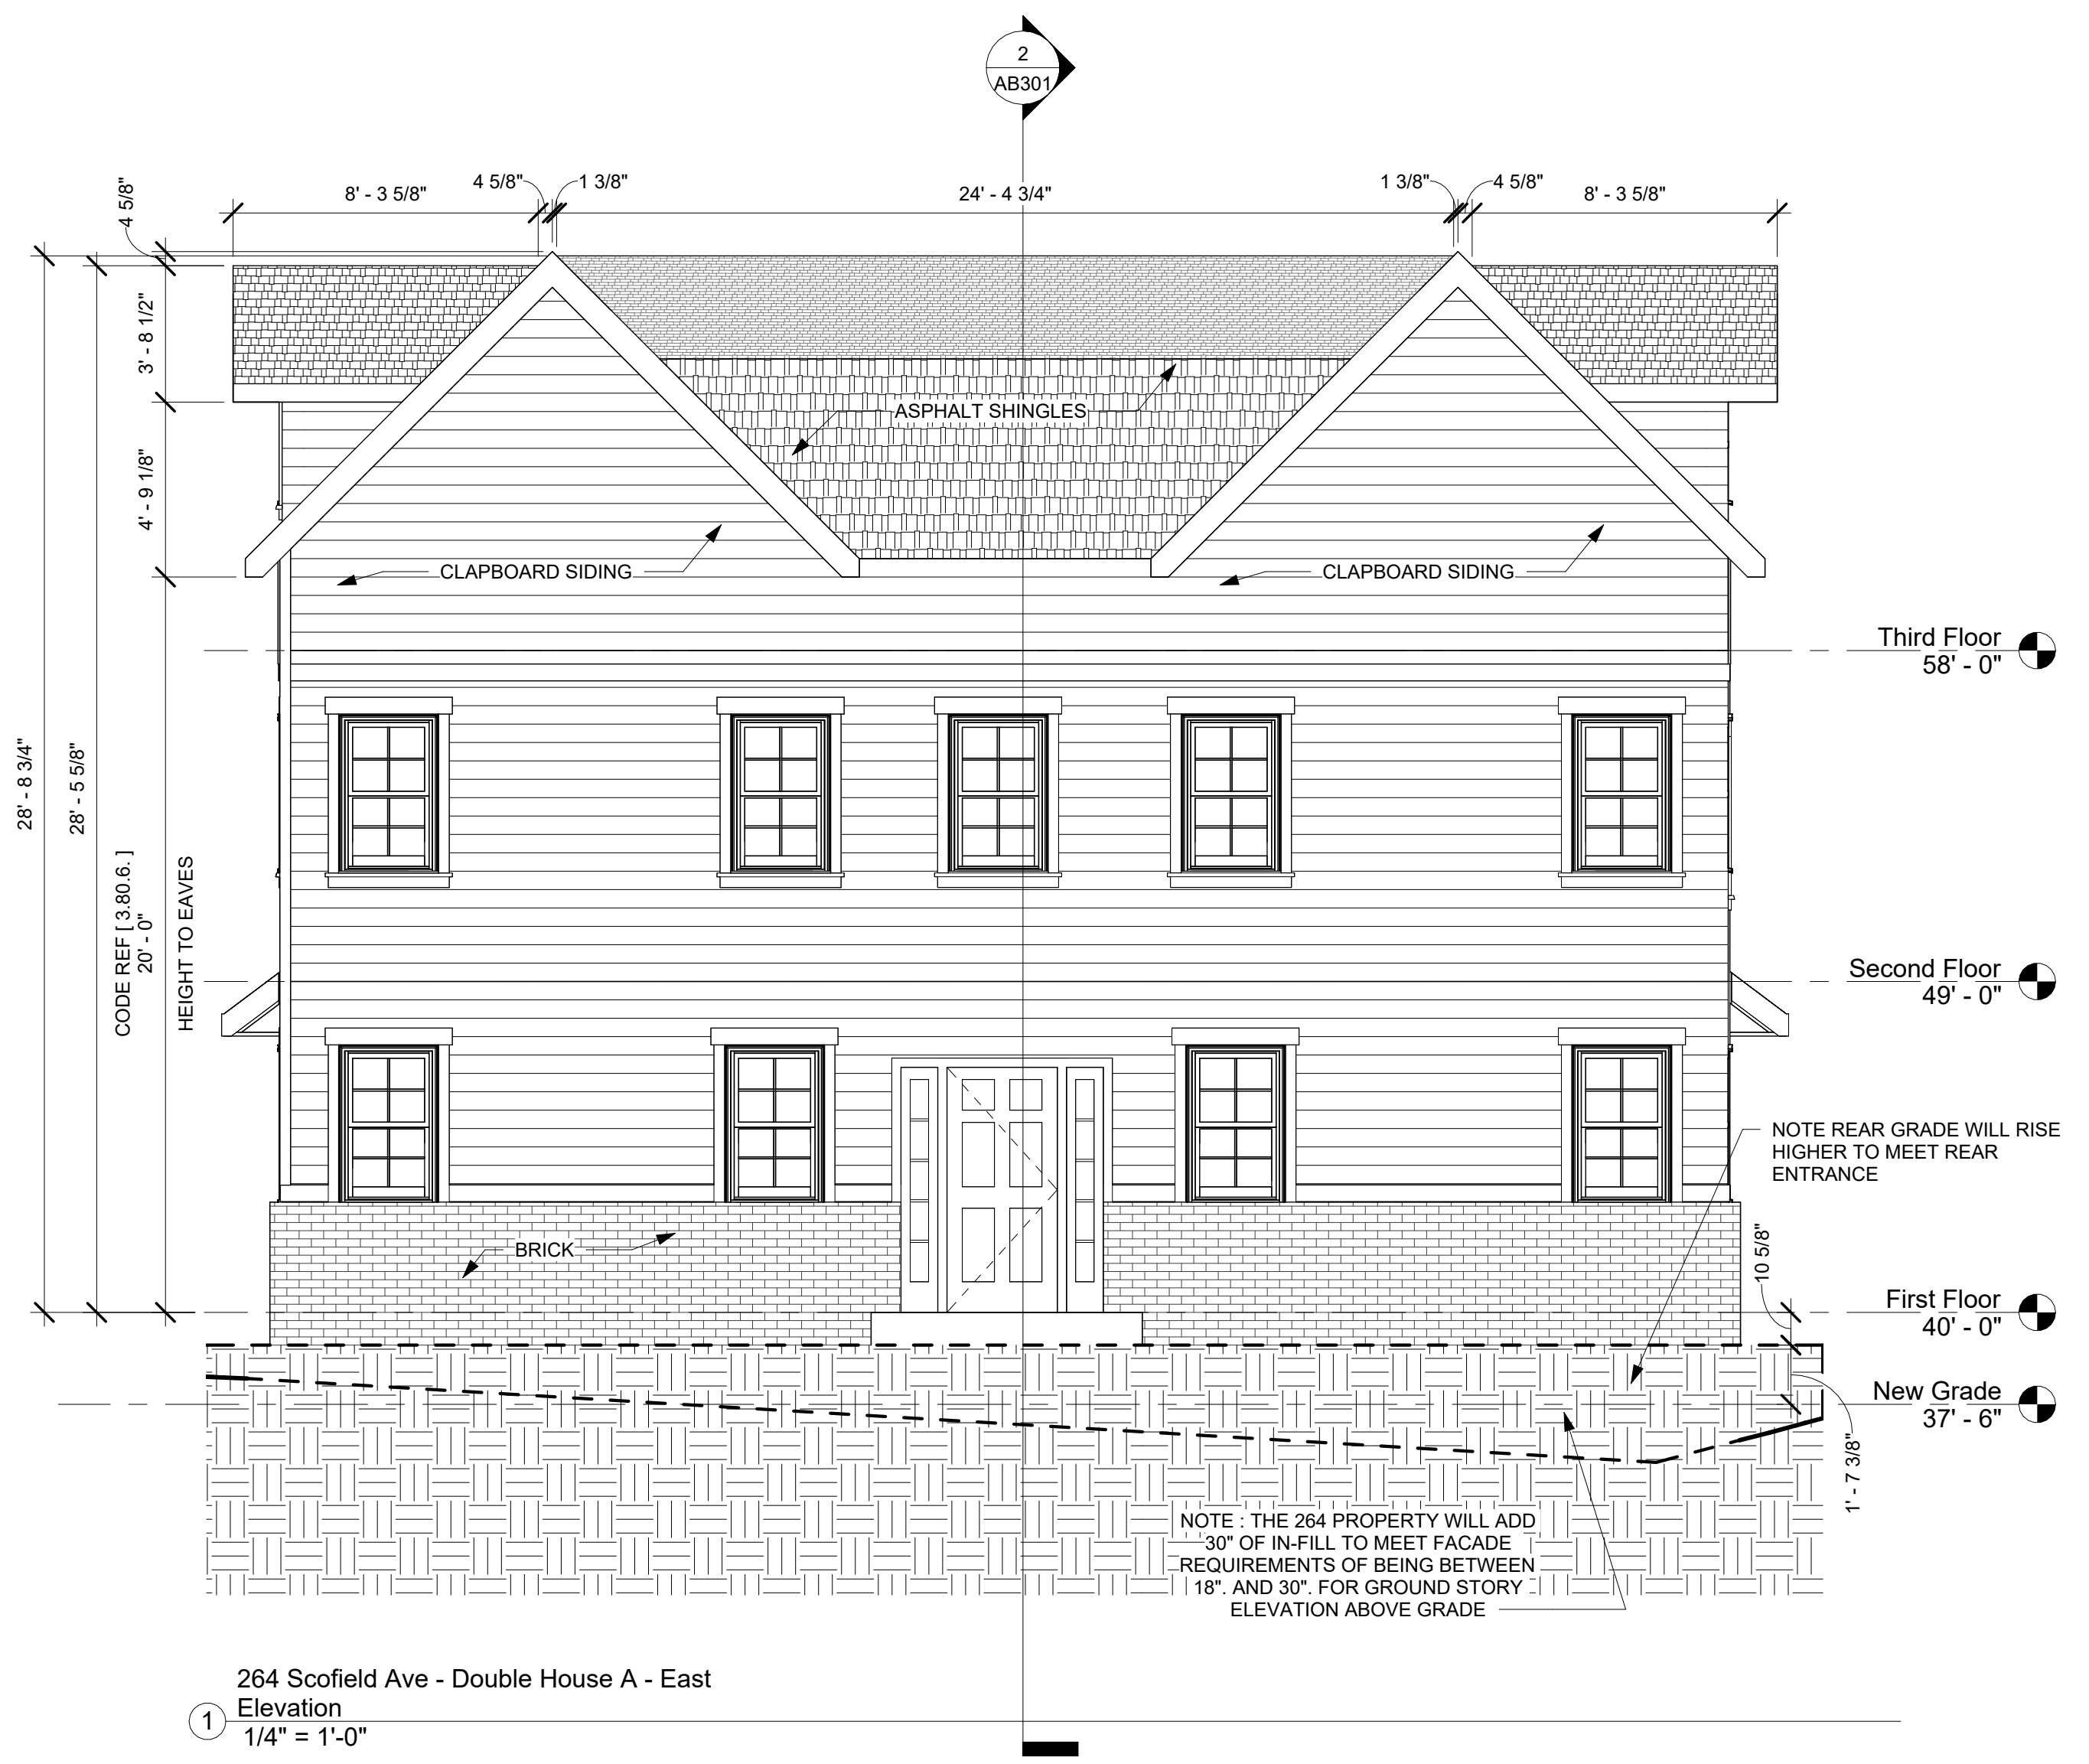 2
AB301
4 5/8"
8' - 3 5/8"
4 5/8"
1 3/8"
24' - 4 3/4"
1 3/8"
4 5/8"
8' - 3 5/8"
3' - 8 1/2"
4' - 9 1/8"
ASPHALT SHINGLES
CLAPBOARD SIDING
CLAPBOARD SIDING
Third Floor
58' - 0"
28' - 8 3/4"
28' - 5 5/8"
CODE REF [ 3.80.6. ]
20' - 0"
HEIGHT TO EAVES
Second Floor
49' - 0"
NOTE REAR GRADE WILL RISE
HIGHER TO MEET REAR
ENTRANCE
BRICK
10 5/8"
First Floor
40' - 0"
New Grade
37' - 6"
1' - 7 3/8"
NOTE : THE 264 PROPERTY WILL ADD
30" OF IN-FILL TO MEET FACADE
REQUIREMENTS OF BEING BETWEEN
18". AND 30". FOR GROUND STORY
ELEVATION ABOVE GRADE
264 Scofield Ave - Double House A - East
Elevation
1
1/4" = 1'-0"